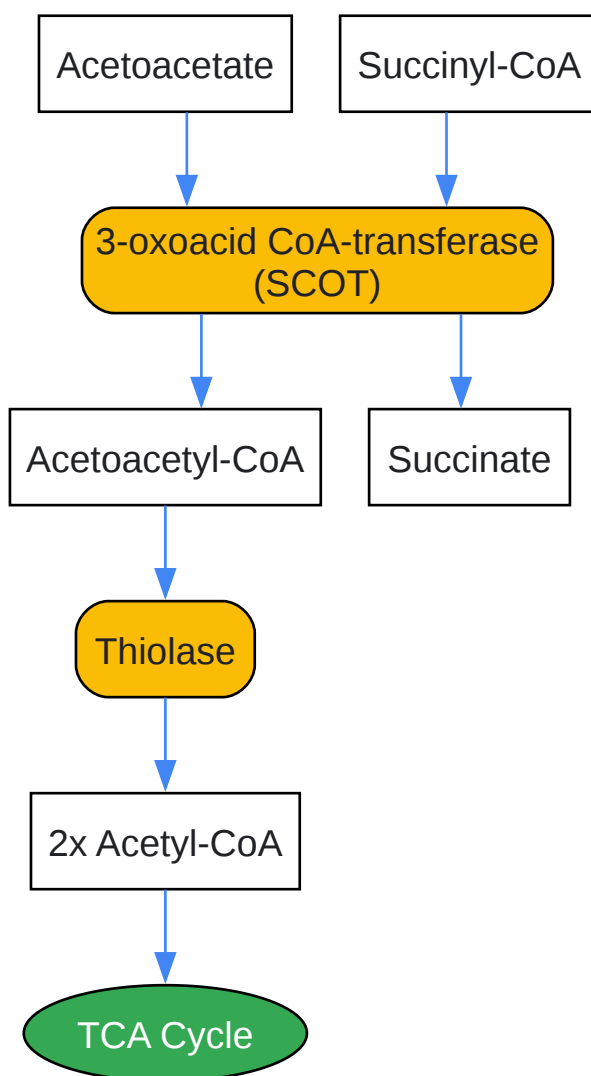 Acetoacetate
Succinyl-CoA
3-oxoacid CoA-transferase
(SCOT)
Acetoacetyl-CoA
Succinate
Thiolase
2x Acetyl-CoA
TCA Cycle